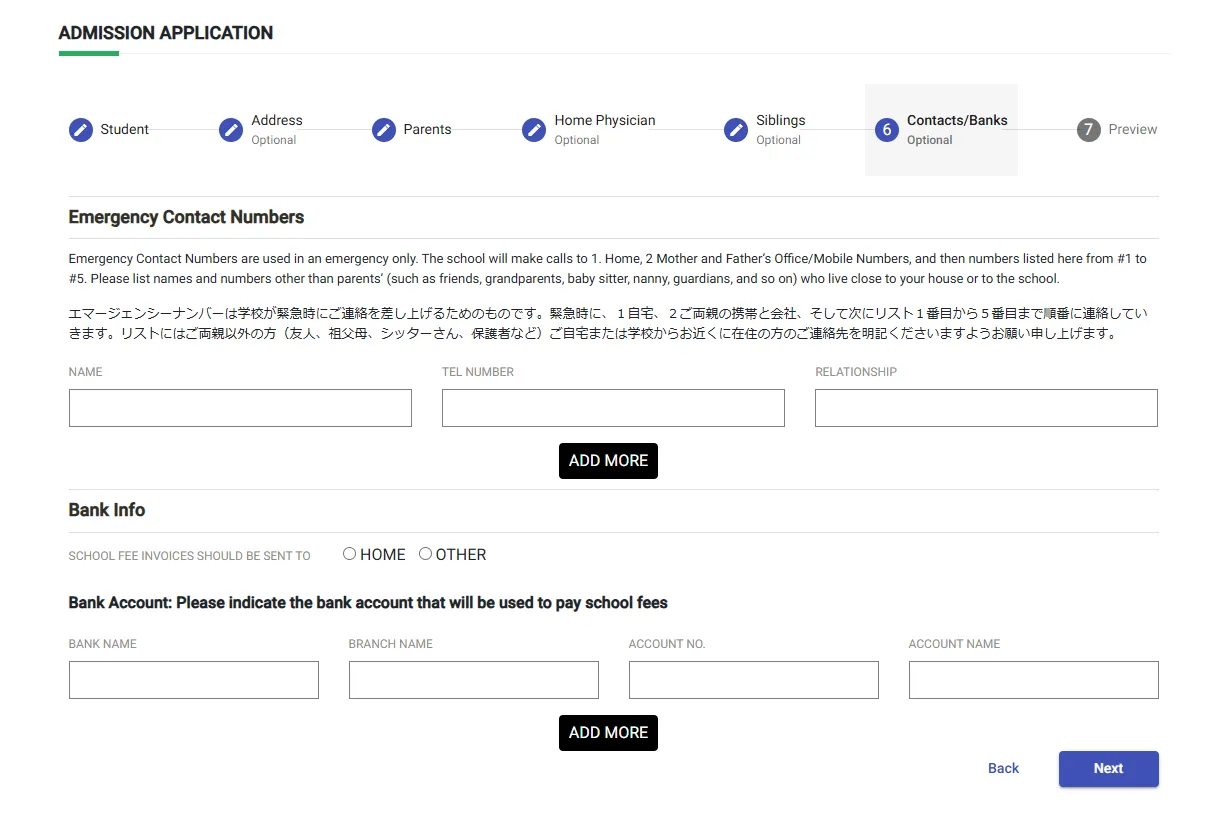 ADMISSION APPLICATION
Student
Address
Optional
Parents
Home Physician
Optional
Siblings
Optional
6
Contacts/Banks
Optional
7
Preview
Emergency Contact Numbers
Emergency Contact Numbers are used in an emergency only. The school will make calls to 1. Home, 2 Mother and Father's Office/Mobile Numbers, and then numbers listed here from #1 to
#5. Please list names and numbers other than parents' (such as friends, grandparents, baby sitter, nanny, guardians, and so on) who live close to your house or to the school.
エマージェンシーナンバーは学校が緊急時にご連絡を差し上げるためのものです。緊急時に、１自宅、２ご両親の携帯と会社、そして次にリスト１番目から５番目まで順番に連絡してい
きます。リストにはご両親以外の方（友人、祖父母、シッターさん、保護者など）ご自宅または学校からお近くに在住の方のご連絡先を明記くださいますようお願い申し上げます。
NAME TEL NUMBER RELATIONSHIP
ADD MORE
Bank Info
SCHOOL FEE INVOICES SHOULD BE SENT TO HOME OTHER
Bank Account: Please indicate the bank account that will be used to pay school fees
BANK NAME BRANCH NAME ACCOUNT NO. ACCOUNT NAME
ADD MORE
Back Next